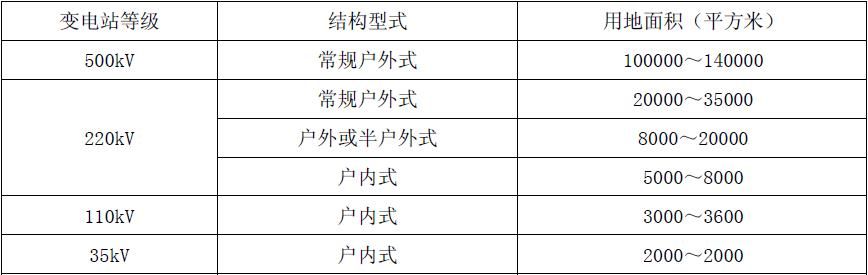 变电站等级 结构型式 用地面积（平方米）
500kV 常规户外式 100000～140000
220kV 常规户外式 20000～35000
户外或半户外式 8000～20000
户内式 5000～8000
110kV 户内式 3000～3600
35kV 户内式 2000～2000